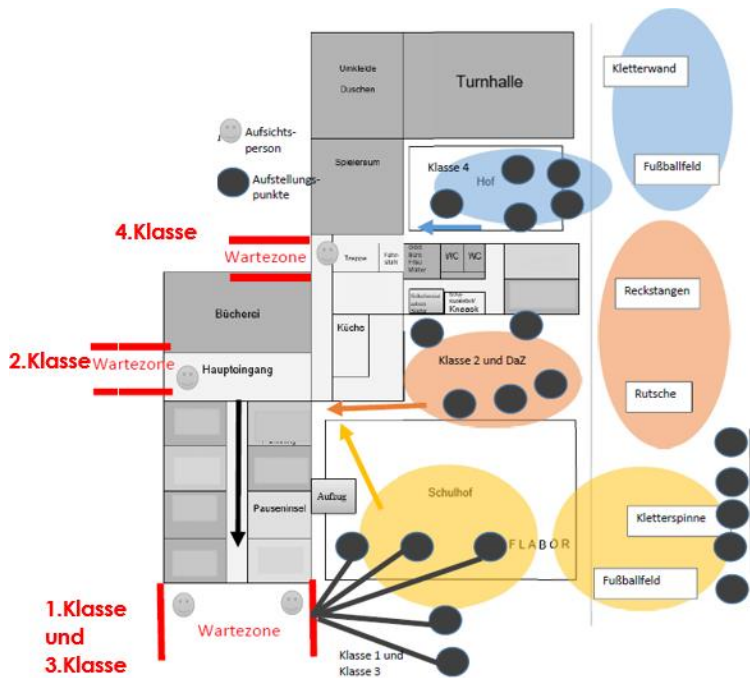 Umkleide
Duschen
Turnhalle
Kletterwand
Aufsichts-
person
Aufstellungs-
punkte
Klasse 4
Hof
Fußballfeld
4.Klasse
Wartezone
Treppe
WC
WC
Bücherei
Küche
Reckstangen
2.Klasse
Wartezone
Haupteingang
Klasse 2 und DaZ
Rutsche
Aufzug
Pauseninsel
Schulhof
Kletterspinne
FLABOR
Fußballfeld
1.Klasse
und
3.Klasse
Wartezone
Klasse 1 und
Klasse 3